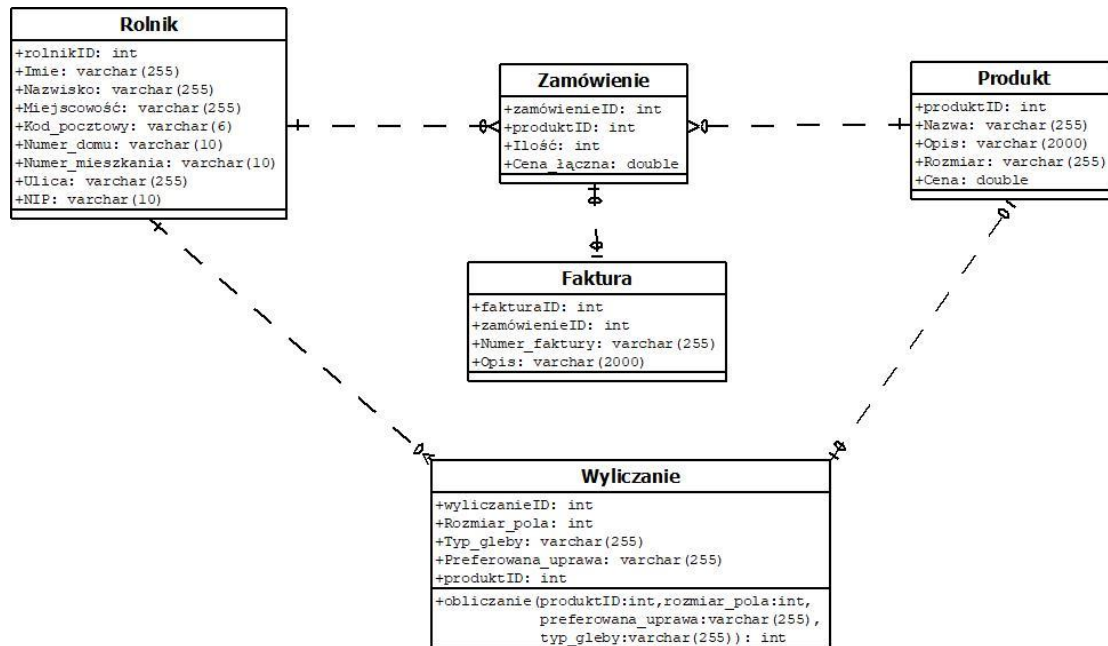 Rolnik
+rolnikID: int
+Imie: varchar(255)
+Nazwisko: varchar(255)
+Miejscowość: varchar(255)
+Kod_pocztowy: varchar(6)
+Numer_domu: varchar(10)
+Numer_mieszkania: varchar(10)
+Ulica: varchar(255)
+NIP: varchar(10)
Zamówienie
+zamówienieID: int
+produktID: int
+Ilość: int
+Cena_łączna: double
Produkt
+produktID: int
+Nazwa: varchar(255)
+Opis: varchar(2000)
+Rozmiar: varchar(255)
+Cena: double
Faktura
+fakturaID: int
+zamówienieID: int
+Numer_faktury: varchar(255)
+Opis: varchar(2000)
Wyliczanie
+wyliczanieID: int
+Rozmiar_pola: int
+Typ_gleby: varchar(255)
+Preferowana_uprawa: varchar(255)
+produktID: int
+obliczanie(produktID:int,rozmiar_pola:int,
preferowana_uprawa:varchar(255),
typ_gleby:varchar(255)): int